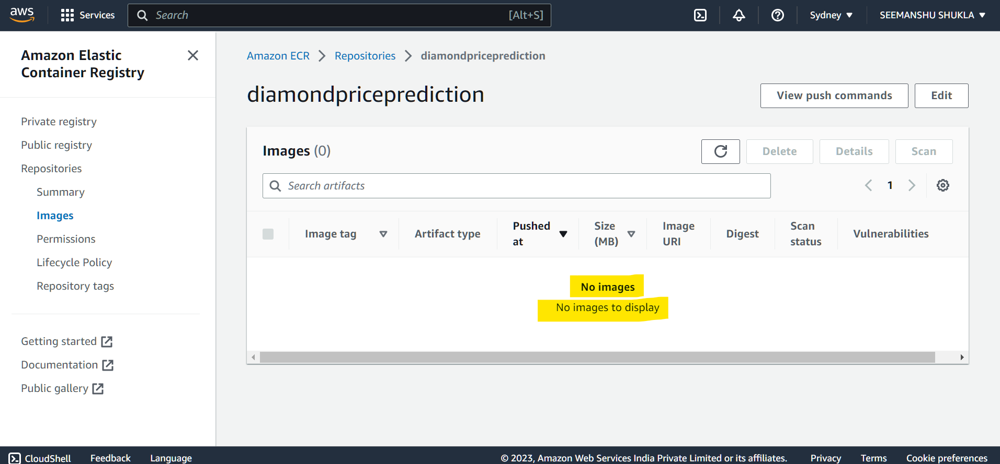 aws
Services
Search
[Alt+S]
Sydney
SEEMANSHU SHUKLA
Amazon Elastic
Container Registry
Private registry
Public registry
Repositories
Summary
Images
Permissions
Lifecycle Policy
Repository tags
Getting started
Documentation
Public gallery
Amazon ECR
Repositories
diamondpriceprediction
diamondpriceprediction
View push commands
Edit
Images (0)
Delete
Details
Scan
Search artifacts
1
Image tag
Artifact type
Pushed
at
Size
(MB)
Image
URI
Digest
Scan
status
Vulnerabilities
No images
No images to display
CloudShell
Feedback
Language
© 2023, Amazon Web Services India Private Limited or its affiliates.
Privacy
Terms
Cookie preferences